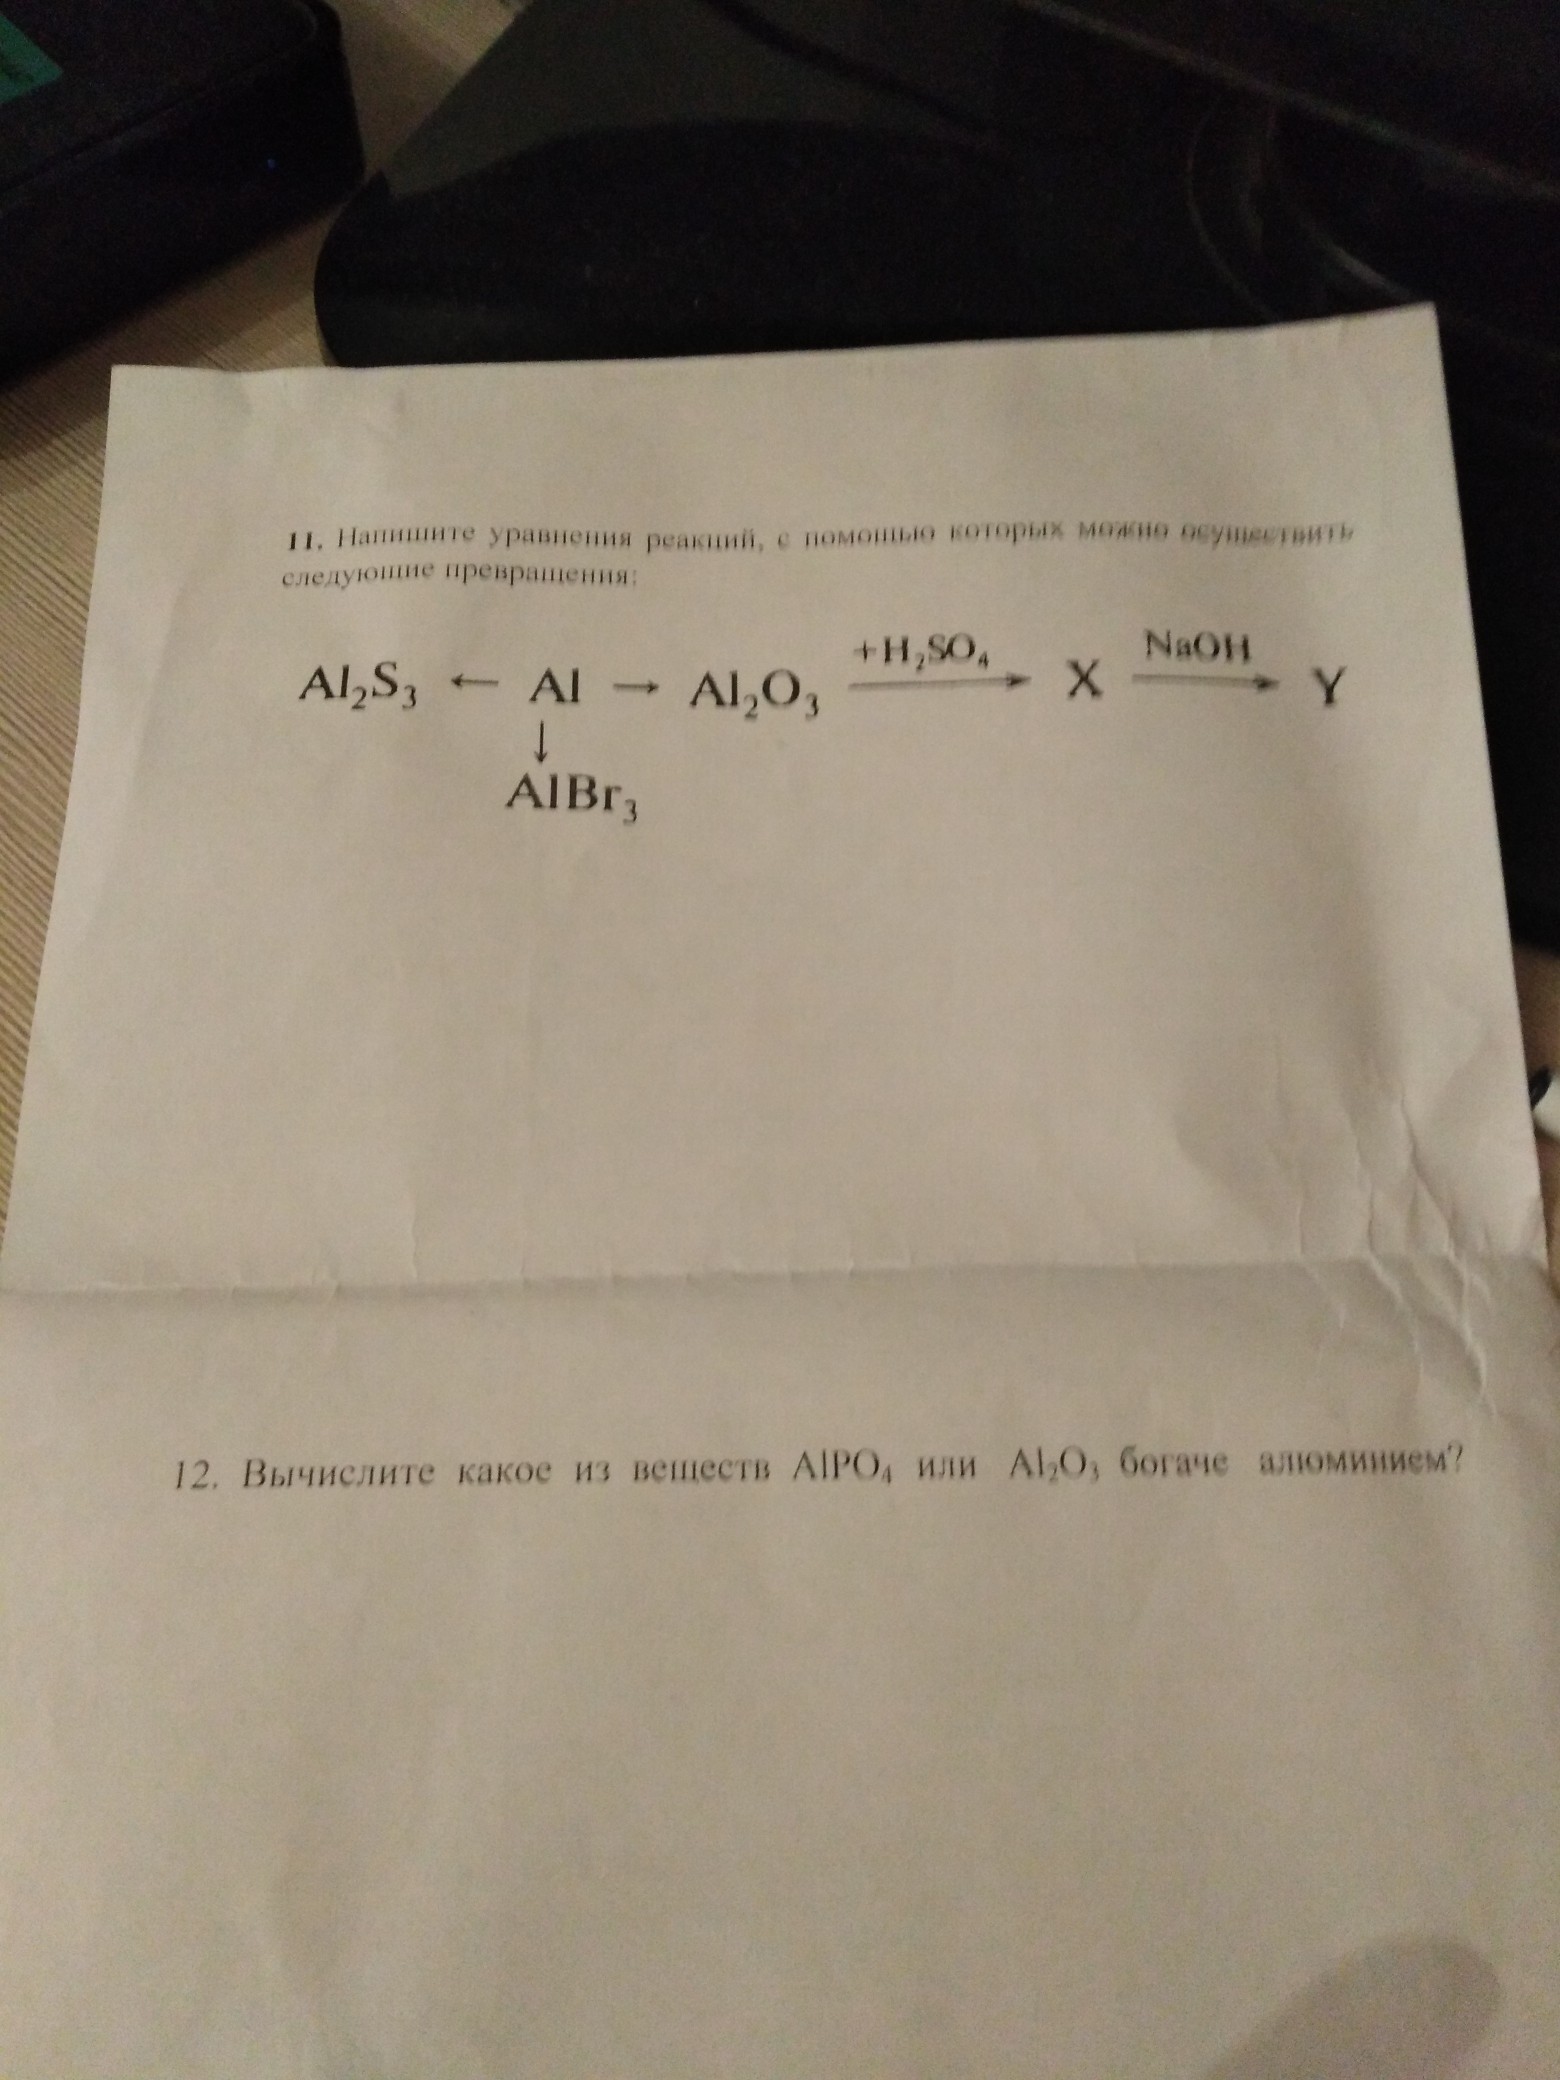 11. Напишите уравнения реакций, с помощью которых можно осуществить
следующие превращения:
+H₂SO₄ NaOH
Al₂S₃ ← Al → Al₂O₃ → X → Y
↓
AlBr₃
12. Вычислите какое из веществ AlPO₄ или Al₂O₃ богаче алюминием?